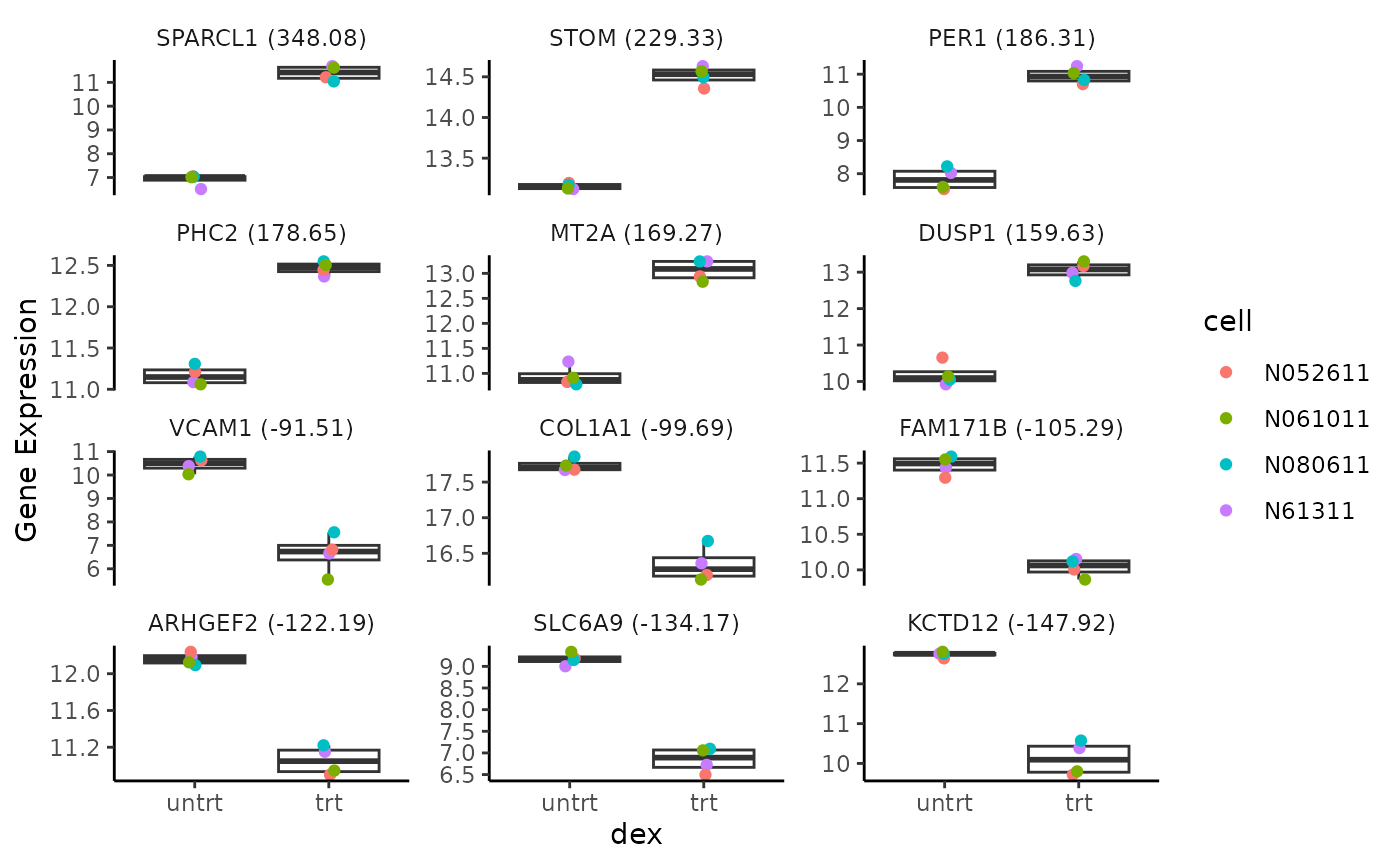 SPARCL1 (348.08) STOM (229.33) PER1 (186.31)
11 14.5 11
10 14.0 10
9 13.5 9
8 8
7
PHC2 (178.65) MT2A (169.27) DUSP1 (159.63)
12.5 13.0 13
12.0 12.5 12
11.5 12.0 11
11.0 11.5 10
11.0
Gene Expression
VCAM1 (-91.51) COL1A1 (-99.69) FAM171B (-105.29)
11 17.5 11.5
10 17.0 11.0
9 16.5 10.5
8 10.0
7
6
ARHGEF2 (-122.19) SLC6A9 (-134.17) KCTD12 (-147.92)
12.0 9.0 12
11.6 8.5 11
11.2 8.0 10
7.5
7.0
6.5
untrt trt untrt trt untrt trt
dex
cell
N052611
N061011
N080611
N61311